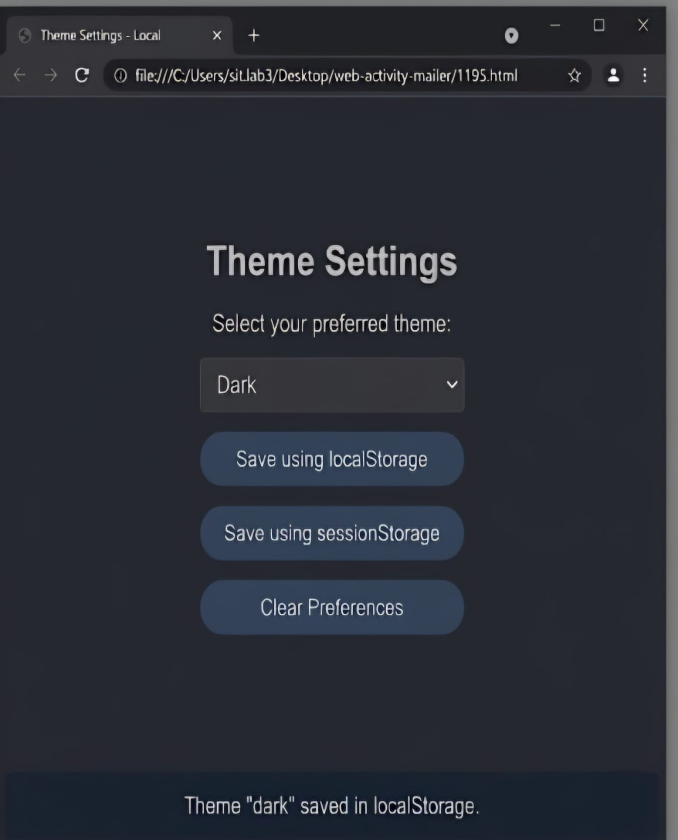 Theme Settings - Local
file:///C:/Users/sit.lab3/Desktop/web-activity-mailer/1195.html
Theme Settings
Select your preferred theme:
Dark
Save using localStorage
Save using sessionStorage
Clear Preferences
Theme "dark" saved in localStorage.